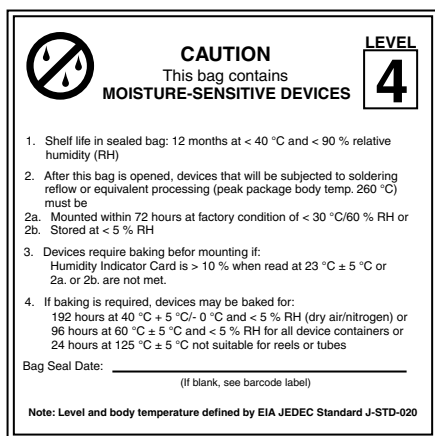 LEVEL
CAUTION
4
This bag contains
MOISTURE-SENSITIVE DEVICES
1. Shelf life in sealed bag: 12 months at < 40 °C and < 90 % relative
humidity (RH)
2. After this bag is opened, devices that will be subjected to soldering
reflow or equivalent processing (peak package body temp. 260 °C)
must be
2a. Mounted within 72 hours at factory condition of < 30 °C/60 % RH or
2b. Stored at < 5 % RH
3. Devices require baking befor mounting if:
Humidity Indicator Card is > 10 % when read at 23 °C ± 5 °C or
2a. or 2b. are not met.
4. If baking is required, devices may be baked for:
192 hours at 40 °C + 5 °C/- 0 °C and < 5 % RH (dry air/nitrogen) or
96 hours at 60 °C ± 5 °C and < 5 % RH for all device containers or
24 hours at 125 °C ± 5 °C not suitable for reels or tubes
Bag Seal Date:
(If blank, see barcode label)
Note: Level and body temperature defined by EIA JEDEC Standard J-STD-020